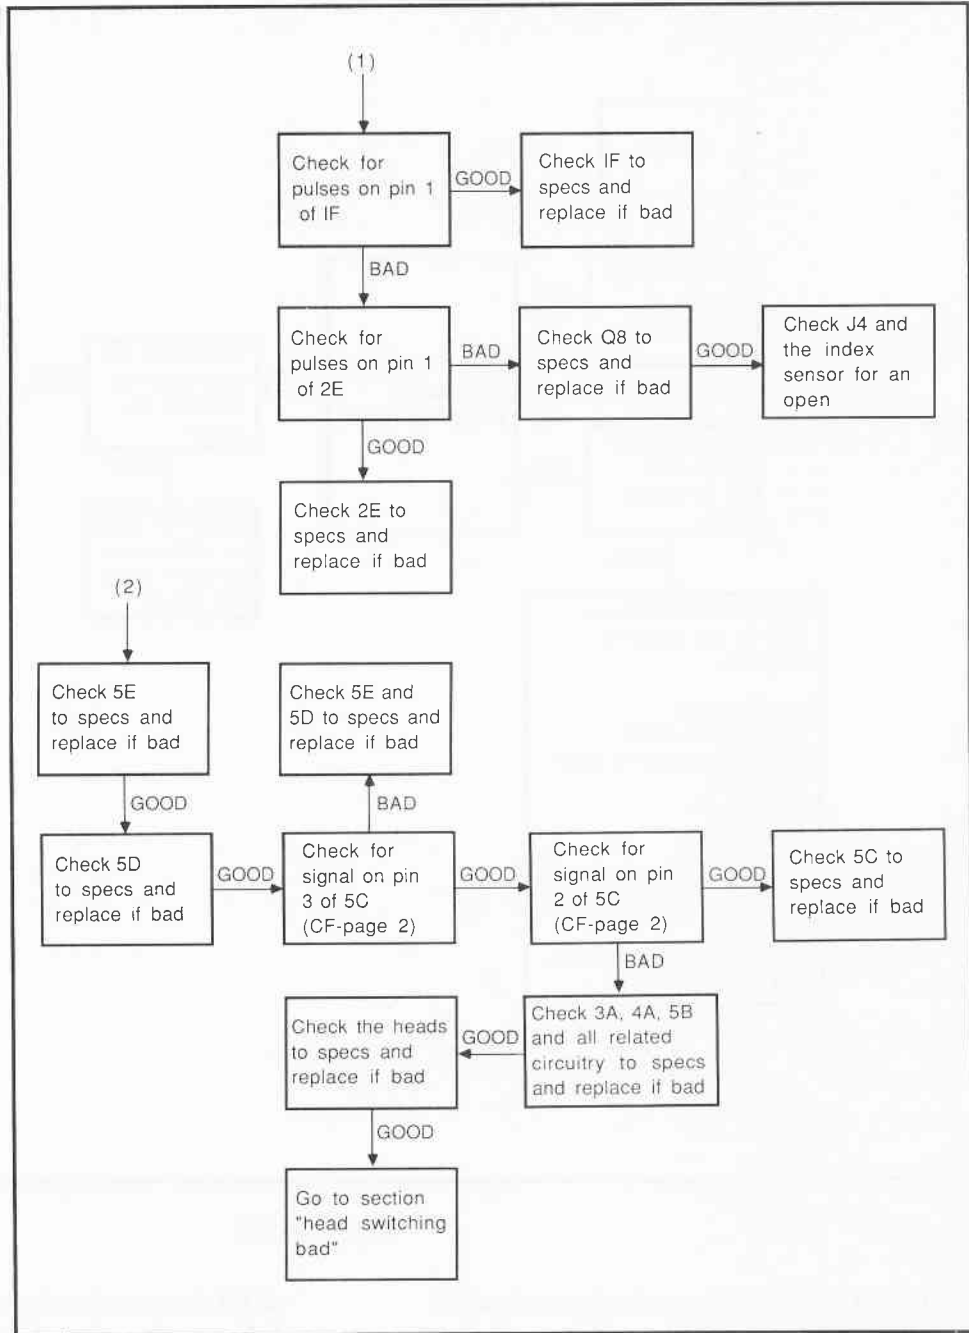 (1)
Check for
pulses on pin 1
of IF
GOOD
Check IF to
specs and
replace if bad
BAD
Check for
pulses on pin 1
of 2E
BAD
Check Q8 to
specs and
replace if bad
GOOD
Check J4 and
the index
sensor for an
open
GOOD
Check 2E to
specs and
replace if bad
(2)
Check 5E
to specs and
replace if bad
GOOD
Check 5D
to specs and
replace if bad
GOOD
Check for
signal on pin
3 of 5C
(CF-page 2)
BAD
Check 5E and
5D to specs and
replace if bad
GOOD
Check for
signal on pin
2 of 5C
(CF-page 2)
GOOD
Check 5C to
specs and
replace if bad
BAD
Check 3A, 4A, 5B
and all related
circuitry to specs
and replace if bad
GOOD
Check the heads
to specs and
replace if bad
GOOD
Go to section
"head switching
bad"